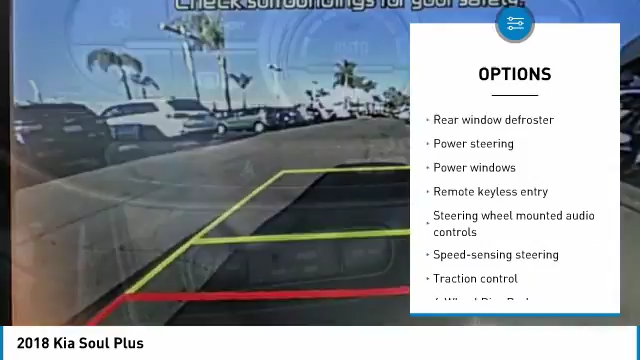 Check surroundings for your safety.
OPTIONS
Rear window defroster
Power steering
Power windows
Remote keyless entry
Steering wheel mounted audio
controls
Speed-sensing steering
Traction control
2018 Kia Soul Plus